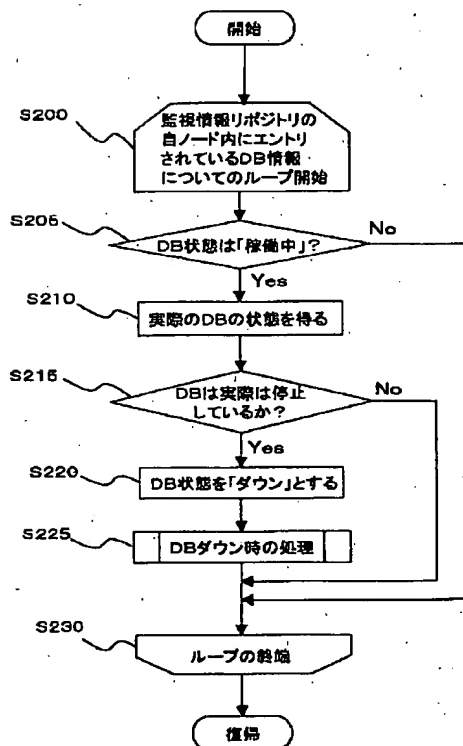 開始
S200
監視情報リポジトリの
自ノード内にエントリ
されているDB情報
についてのループ開始
S205
DB状態は「稼働中」?
No
Yes
S210
実際のDBの状態を得る
S215
DBは実際は停止
しているか?
No
Yes
S220
DB状態を「ダウン」とする
S225
DBダウン時の処理
S230
ループの終端
復帰